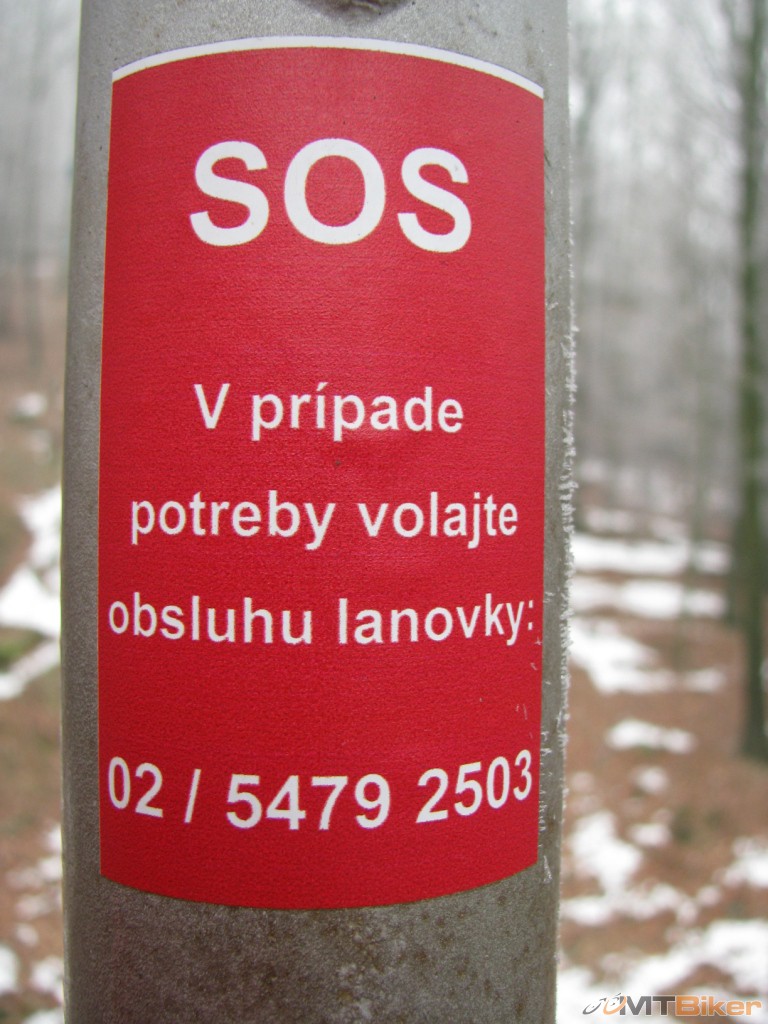 SOS
V prípade
potreby volajte
obsluhu lanovky:
02 / 5479 2503
MTBiker